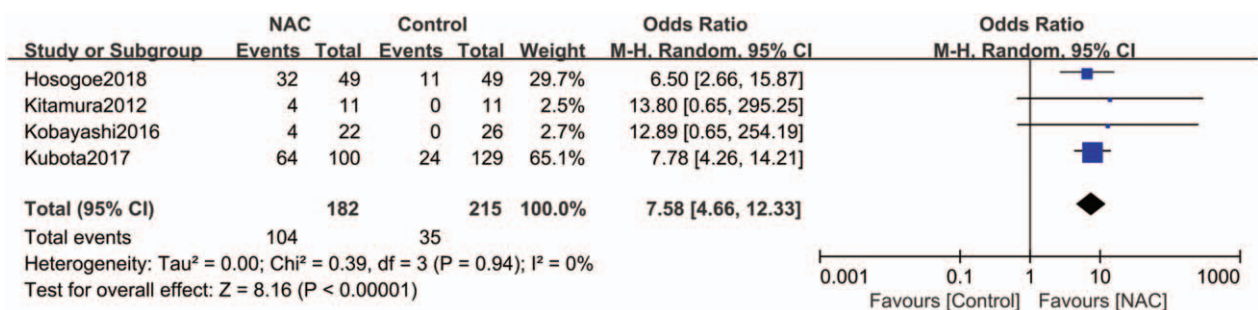 NAC Control Odds Ratio Odds Ratio
Study or Subgroup Events Total Events Total Weight M-H. Random, 95% CI M-H. Random, 95% CI
Hosogoe2018 32 49 11 49 29.7% 6.50 [2.66, 15.87]
Kitamura2012 4 11 0 11 2.5% 13.80 [0.65, 295.25]
Kobayashi2016 4 22 0 26 2.7% 12.89 [0.65, 254.19]
Kubota2017 64 100 24 129 65.1% 7.78 [4.26, 14.21]
Total (95% CI) 182 215 100.0% 7.58 [4.66, 12.33]
Total events 104 35
Heterogeneity: Tau² = 0.00; Chi² = 0.39, df = 3 (P = 0.94); I² = 0%
Test for overall effect: Z = 8.16 (P < 0.00001)
0.001 0.1 1 10 1000
Favours [Control] Favours [NAC]